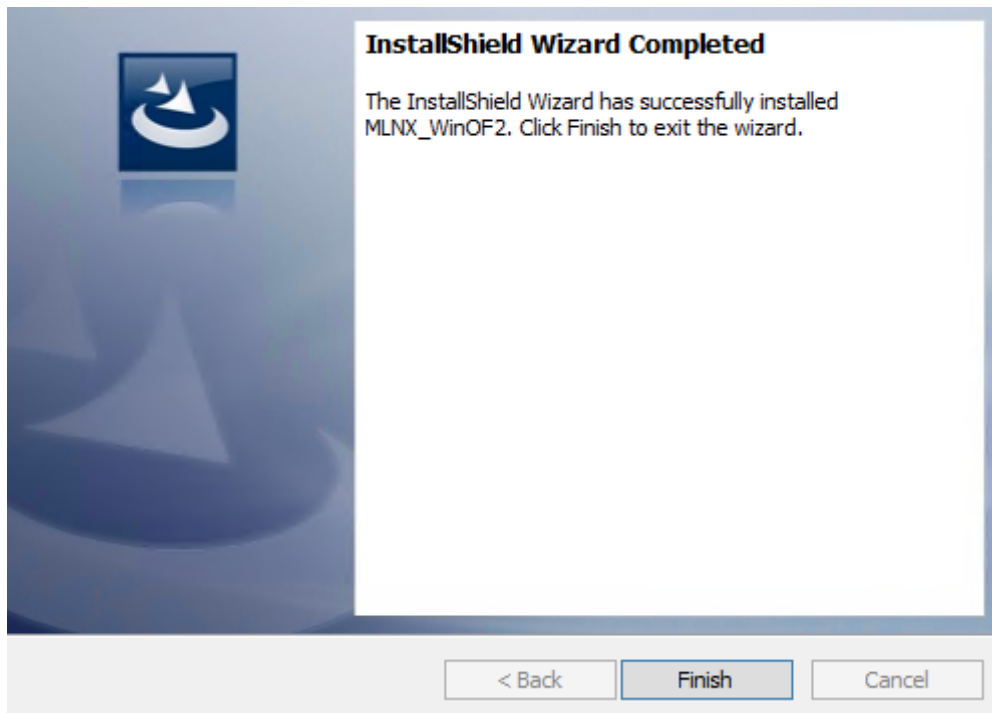 InstallShield Wizard Completed
The InstallShield Wizard has successfully installed
MLNX_WinOF2. Click Finish to exit the wizard.
< Back Finish Cancel